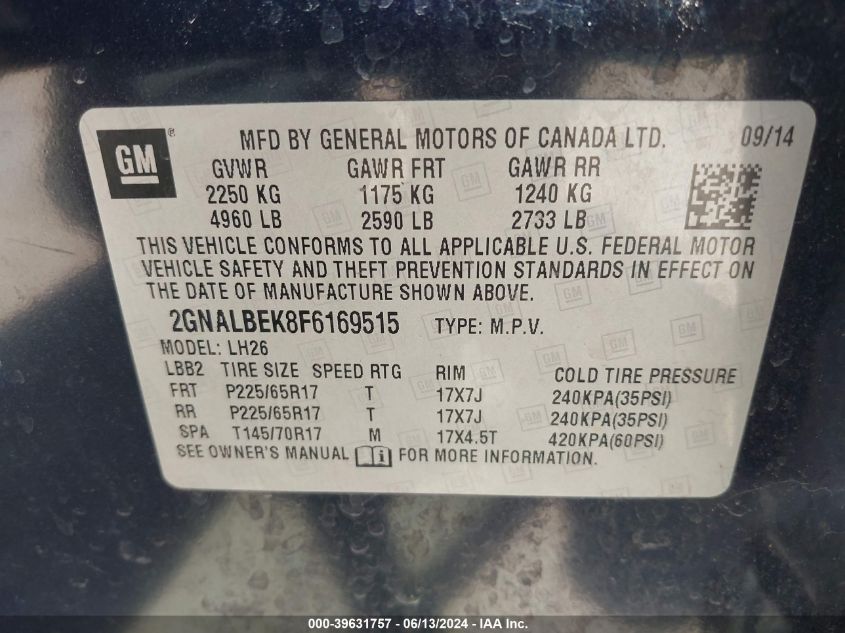 GM® MFD BY GENERAL MOTORS OF CANADA LTD. 09/14
GVWR GAWR FRT GAWR RR
2250 KG 1175 KG 1240 KG
4960 LB 2590 LB 2733 LB
THIS VEHICLE CONFORMS TO ALL APPLICABLE U.S. FEDERAL MOTOR
VEHICLE SAFETY AND THEFT PREVENTION STANDARDS IN EFFECT ON
THE DATE OF MANUFACTURE SHOWN ABOVE.
2GNALBEK8F6169515 TYPE: M.P.V.
MODEL: LH26
LBB2 TIRE SIZE SPEED RTG RIM COLD TIRE PRESSURE
FRT P225/65R17 T 17X7J 240KPA(35PSI)
RR P225/65R17 T 17X7J 240KPA(35PSI)
SPA T145/70R17 M 17X4.5T 420KPA(60PSI)
SEE OWNER'S MANUAL i FOR MORE INFORMATION.
000-39631757 - 06/13/2024 - IAA Inc.